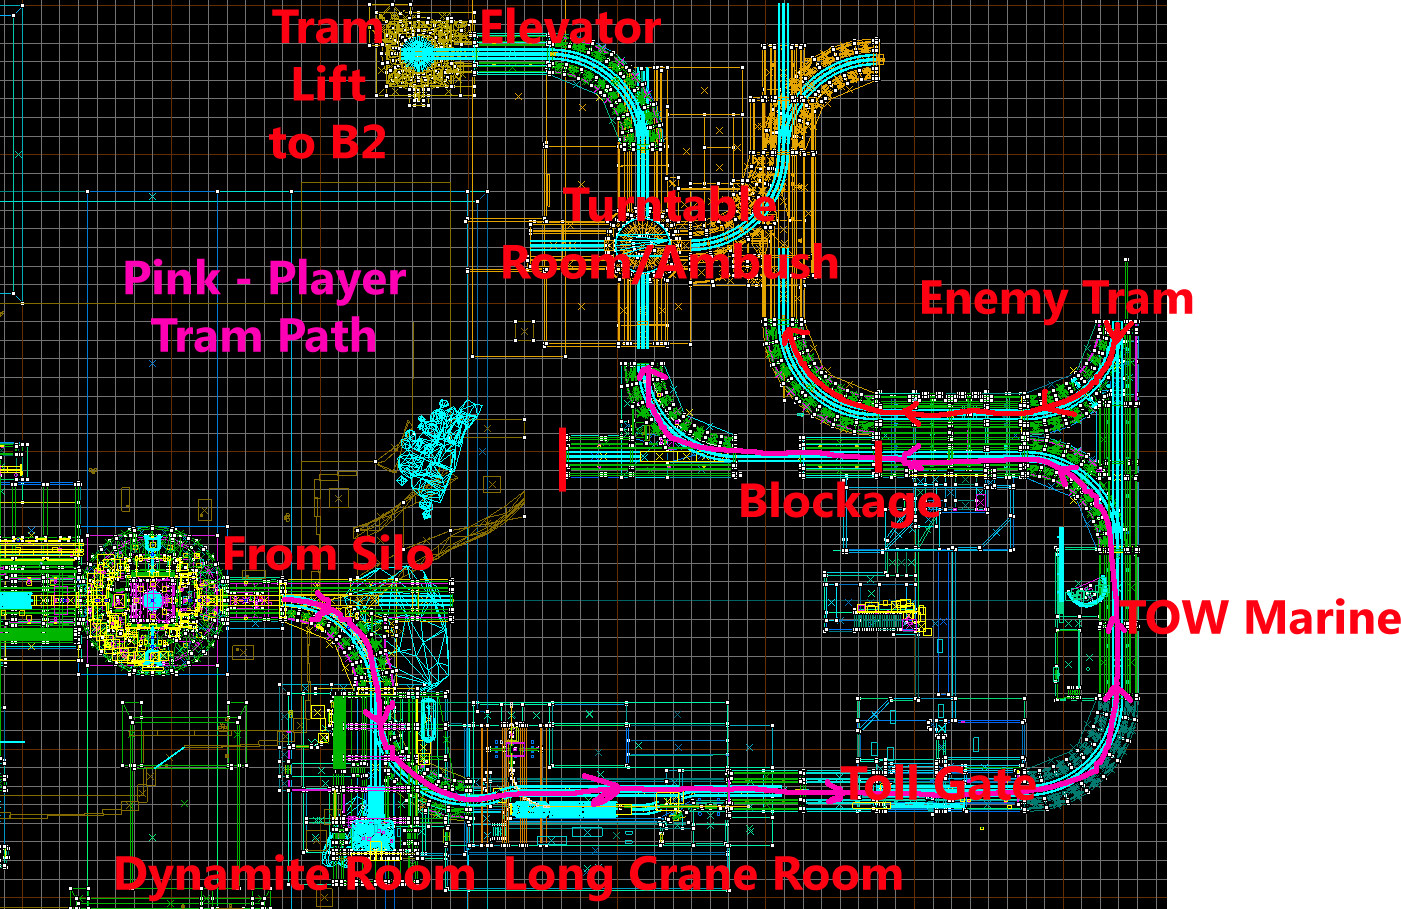 Tram Elevator
Lift
to B2
Turntable
Room/Ambush
Pink - Player
Tram Path
Enemy Tram
Blockage
From Silo
TOW Marine
Toll Gate
Dynamite Room
Long Crane Room